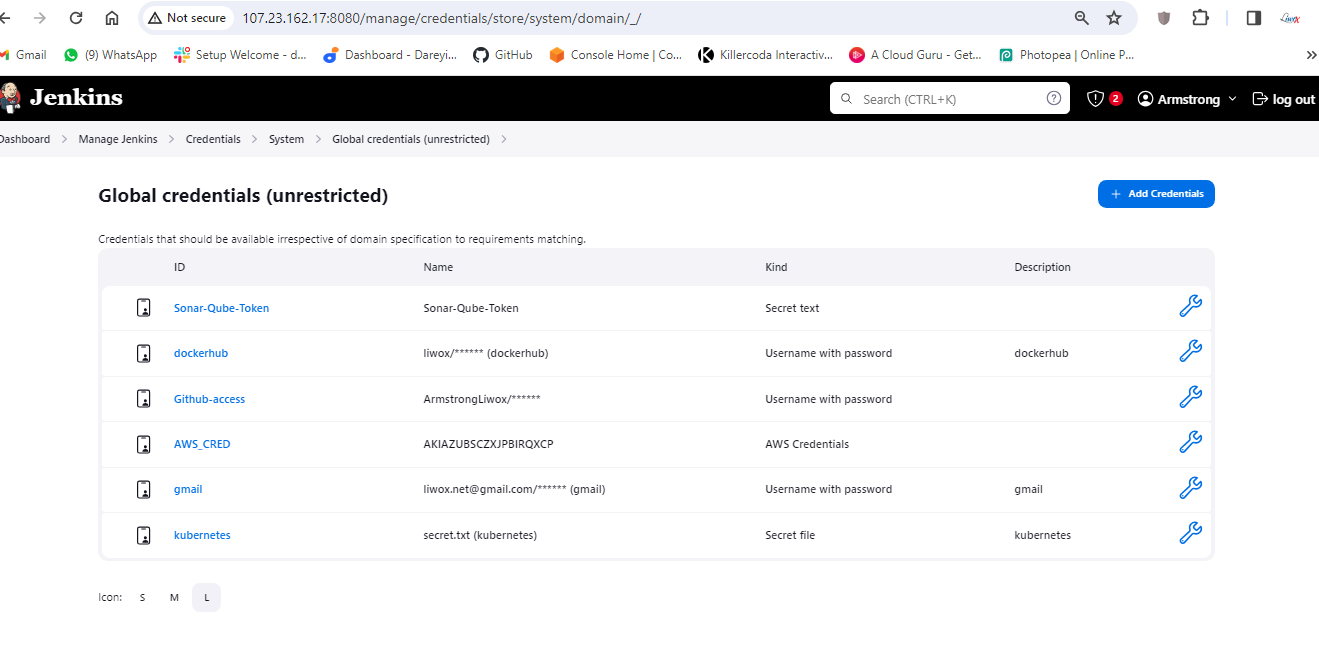 Not secure 107.23.162.17:8080/manage/credentials/store/system/domain/_/
Gmail (9) WhatsApp Setup Welcome - d... Dashboard - Dareyi... GitHub Console Home | Co... Killercoda Interactiv... A Cloud Guru - Get... Photopea | Online P... »
Jenkins Search (CTRL+K) ? 2 Armstrong log out
Dashboard > Manage Jenkins > Credentials > System > Global credentials (unrestricted) >
Global credentials (unrestricted) + Add Credentials
Credentials that should be available irrespective of domain specification to requirements matching.
ID Name Kind Description
Sonar-Qube-Token Sonar-Qube-Token Secret text
dockerhub liwox/****** (dockerhub) Username with password dockerhub
Github-access ArmstrongLiwox/****** Username with password
AWS_CRED AKIAZUBSCZXJPBIRQXCP AWS Credentials
gmail liwox.net@gmail.com/****** (gmail) Username with password gmail
kubernetes secret.txt (kubernetes) Secret file kubernetes
Icon: S M L